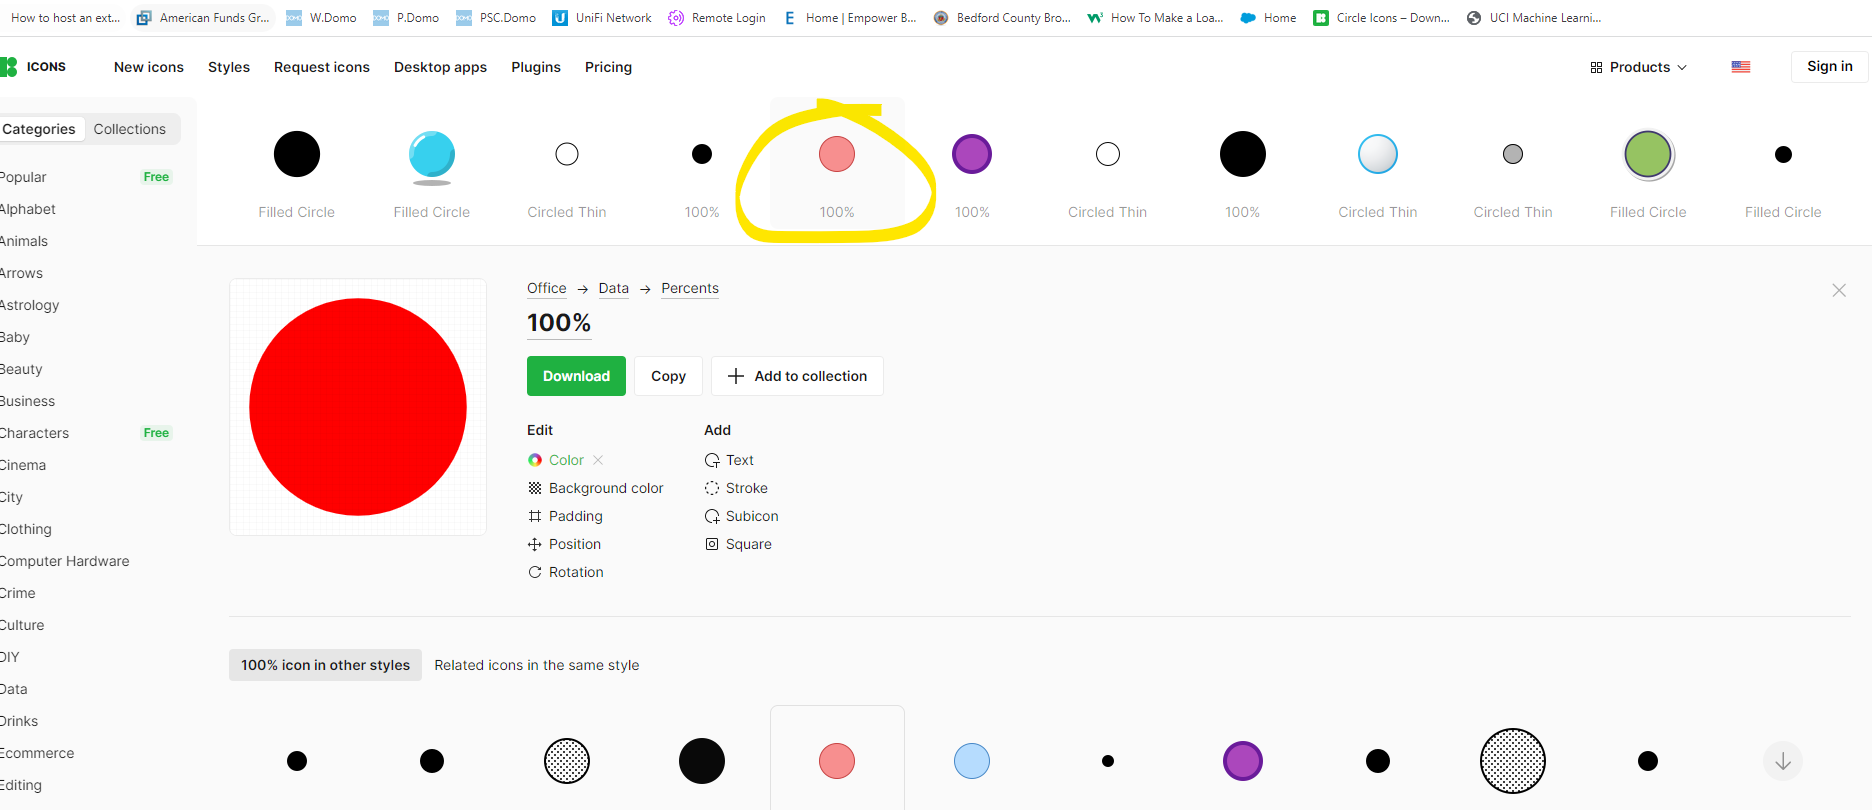 How to host an ext...
American Funds Gr...
DOMO W.Domo
DOMO P.Domo
DOMO PSC.Domo
UniFi Network
Remote Login
E Home | Empower B...
Bedford County Bro...
W3 How To Make a Loa...
Home
Circle Icons – Down...
UCI Machine Learni...
ICONS
New icons
Styles
Request icons
Desktop apps
Plugins
Pricing
Products
Sign in
Categories
Collections
Popular Free
Alphabet
Animals
Arrows
Astrology
Baby
Beauty
Business
Characters Free
Cinema
City
Clothing
Computer Hardware
Crime
Culture
DIY
Data
Drinks
Ecommerce
Editing
Filled Circle
Filled Circle
Circled Thin
100%
100%
100%
Circled Thin
100%
Circled Thin
Circled Thin
Filled Circle
Filled Circle
Office → Data → Percents
100%
Download
Copy
Add to collection
Edit
Color
Background color
Padding
Position
Rotation
Add
Text
Stroke
Subicon
Square
100% icon in other styles
Related icons in the same style